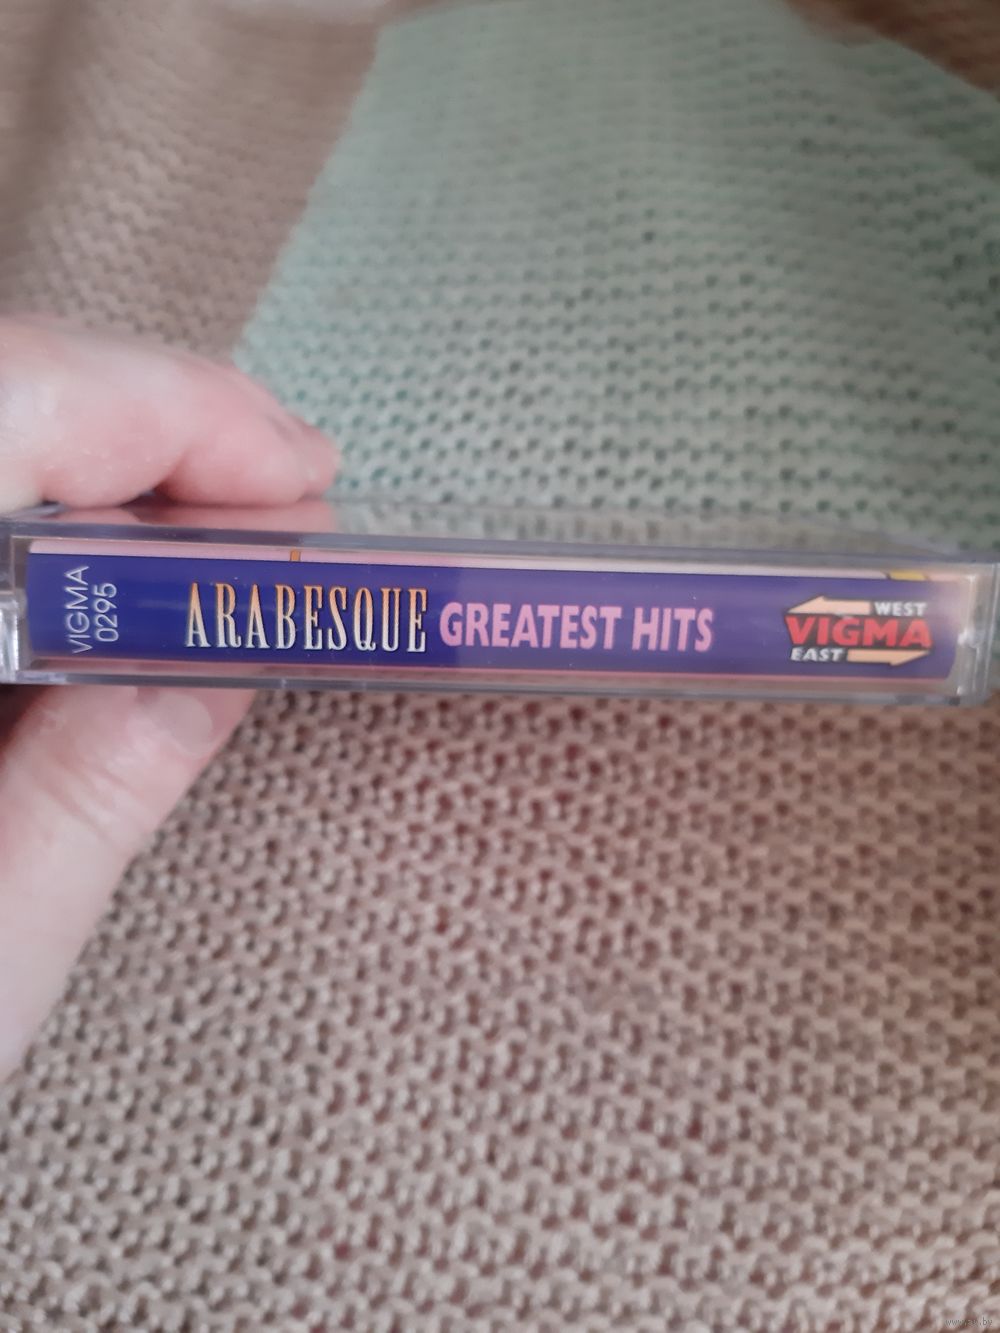 VIGMA
0295
ARABESQUE GREATEST HITS
WEST
VIGMA
EAST